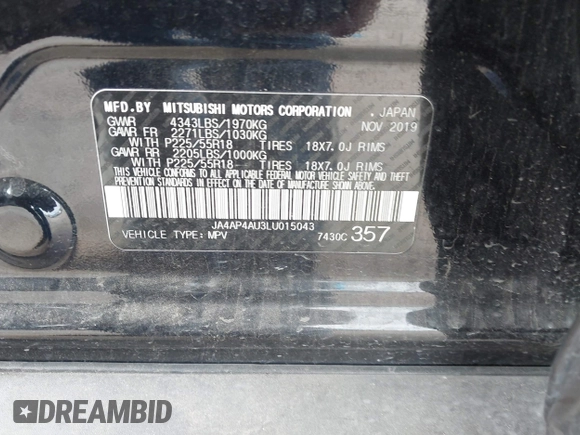 MFD.BY MITSUBISHI MOTORS CORPORATION , JAPAN
GVWR 4343LBS/1970KG NOV 2019
GAWR FR 2271LBS/1030KG
WITH P225/55R18 TIRES 18X7.0J RIMS
GAWR RR 2205LBS/1000KG
WITH P225/55R18 TIRES 18X7.0J RIMS
THIS VEHICLE CONFORMS TO ALL APPLICABLE FEDERAL MOTOR VEHICLE SAFETY AND
THEFT PREVENTION STANDARDS IN EFFECT ON THE DATE OF MANUFACTURE SHOWN ABOVE.
JA4AP4AU3LU015043
VEHICLE TYPE: MPV 7430C 357
DREAMBID